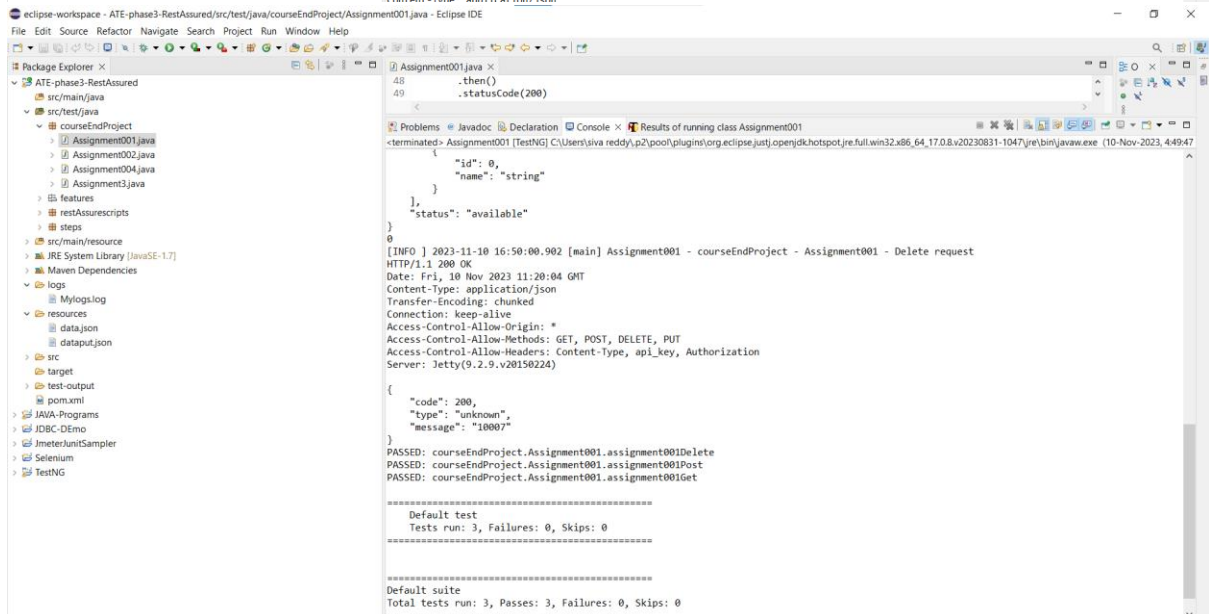 eclipse-workspace - ATE-phase3-RestAssured/src/test/java/courseEndProject/Assignment001.java - Eclipse IDE
File Edit Source Refactor Navigate Search Project Run Window Help
Package Explorer
ATE-phase3-RestAssured
src/main/java
src/test/java
courseEndProject
Assignment001.java
Assignment002.java
Assignment004.java
Assignment3.java
features
restAssurescripts
steps
src/main/resource
JRE System Library [JavaSE-1.7]
Maven Dependencies
logs
Mylogs.log
resources
data.json
dataput.json
src
target
test-output
pom.xml
JAVA-Programs
JDBC-DEmo
JmeterJunitSampler
Selenium
TestNG
Assignment001.java
48 .then()
49 .statusCode(200)
Problems Javadoc Declaration Console Results of running class Assignment001
<terminated> Assignment001 [TestNG] C:\Users\siva reddy\.p2\pool\plugins\org.eclipse.justj.openjdk.hotspot.jre.full.win32.x86_64_17.0.8.v20230831-1047\jre\bin\javaw.exe (10-Nov-2023, 4:49:47
{
"id": 0,
"name": "string"
}
],
"status": "available"
}
0
[INFO ] 2023-11-10 16:50:00.902 [main] Assignment001 - courseEndProject - Assignment001 - Delete request
HTTP/1.1 200 OK
Date: Fri, 10 Nov 2023 11:20:04 GMT
Content-Type: application/json
Transfer-Encoding: chunked
Connection: keep-alive
Access-Control-Allow-Origin: *
Access-Control-Allow-Methods: GET, POST, DELETE, PUT
Access-Control-Allow-Headers: Content-Type, api_key, Authorization
Server: Jetty(9.2.9.v20150224)
{
"code": 200,
"type": "unknown",
"message": "10007"
}
PASSED: courseEndProject.Assignment001.assignment001Delete
PASSED: courseEndProject.Assignment001.assignment001Post
PASSED: courseEndProject.Assignment001.assignment001Get
===============================================
Default test
Tests run: 3, Failures: 0, Skips: 0
===============================================
===============================================
Default suite
Total tests run: 3, Passes: 3, Failures: 0, Skips: 0